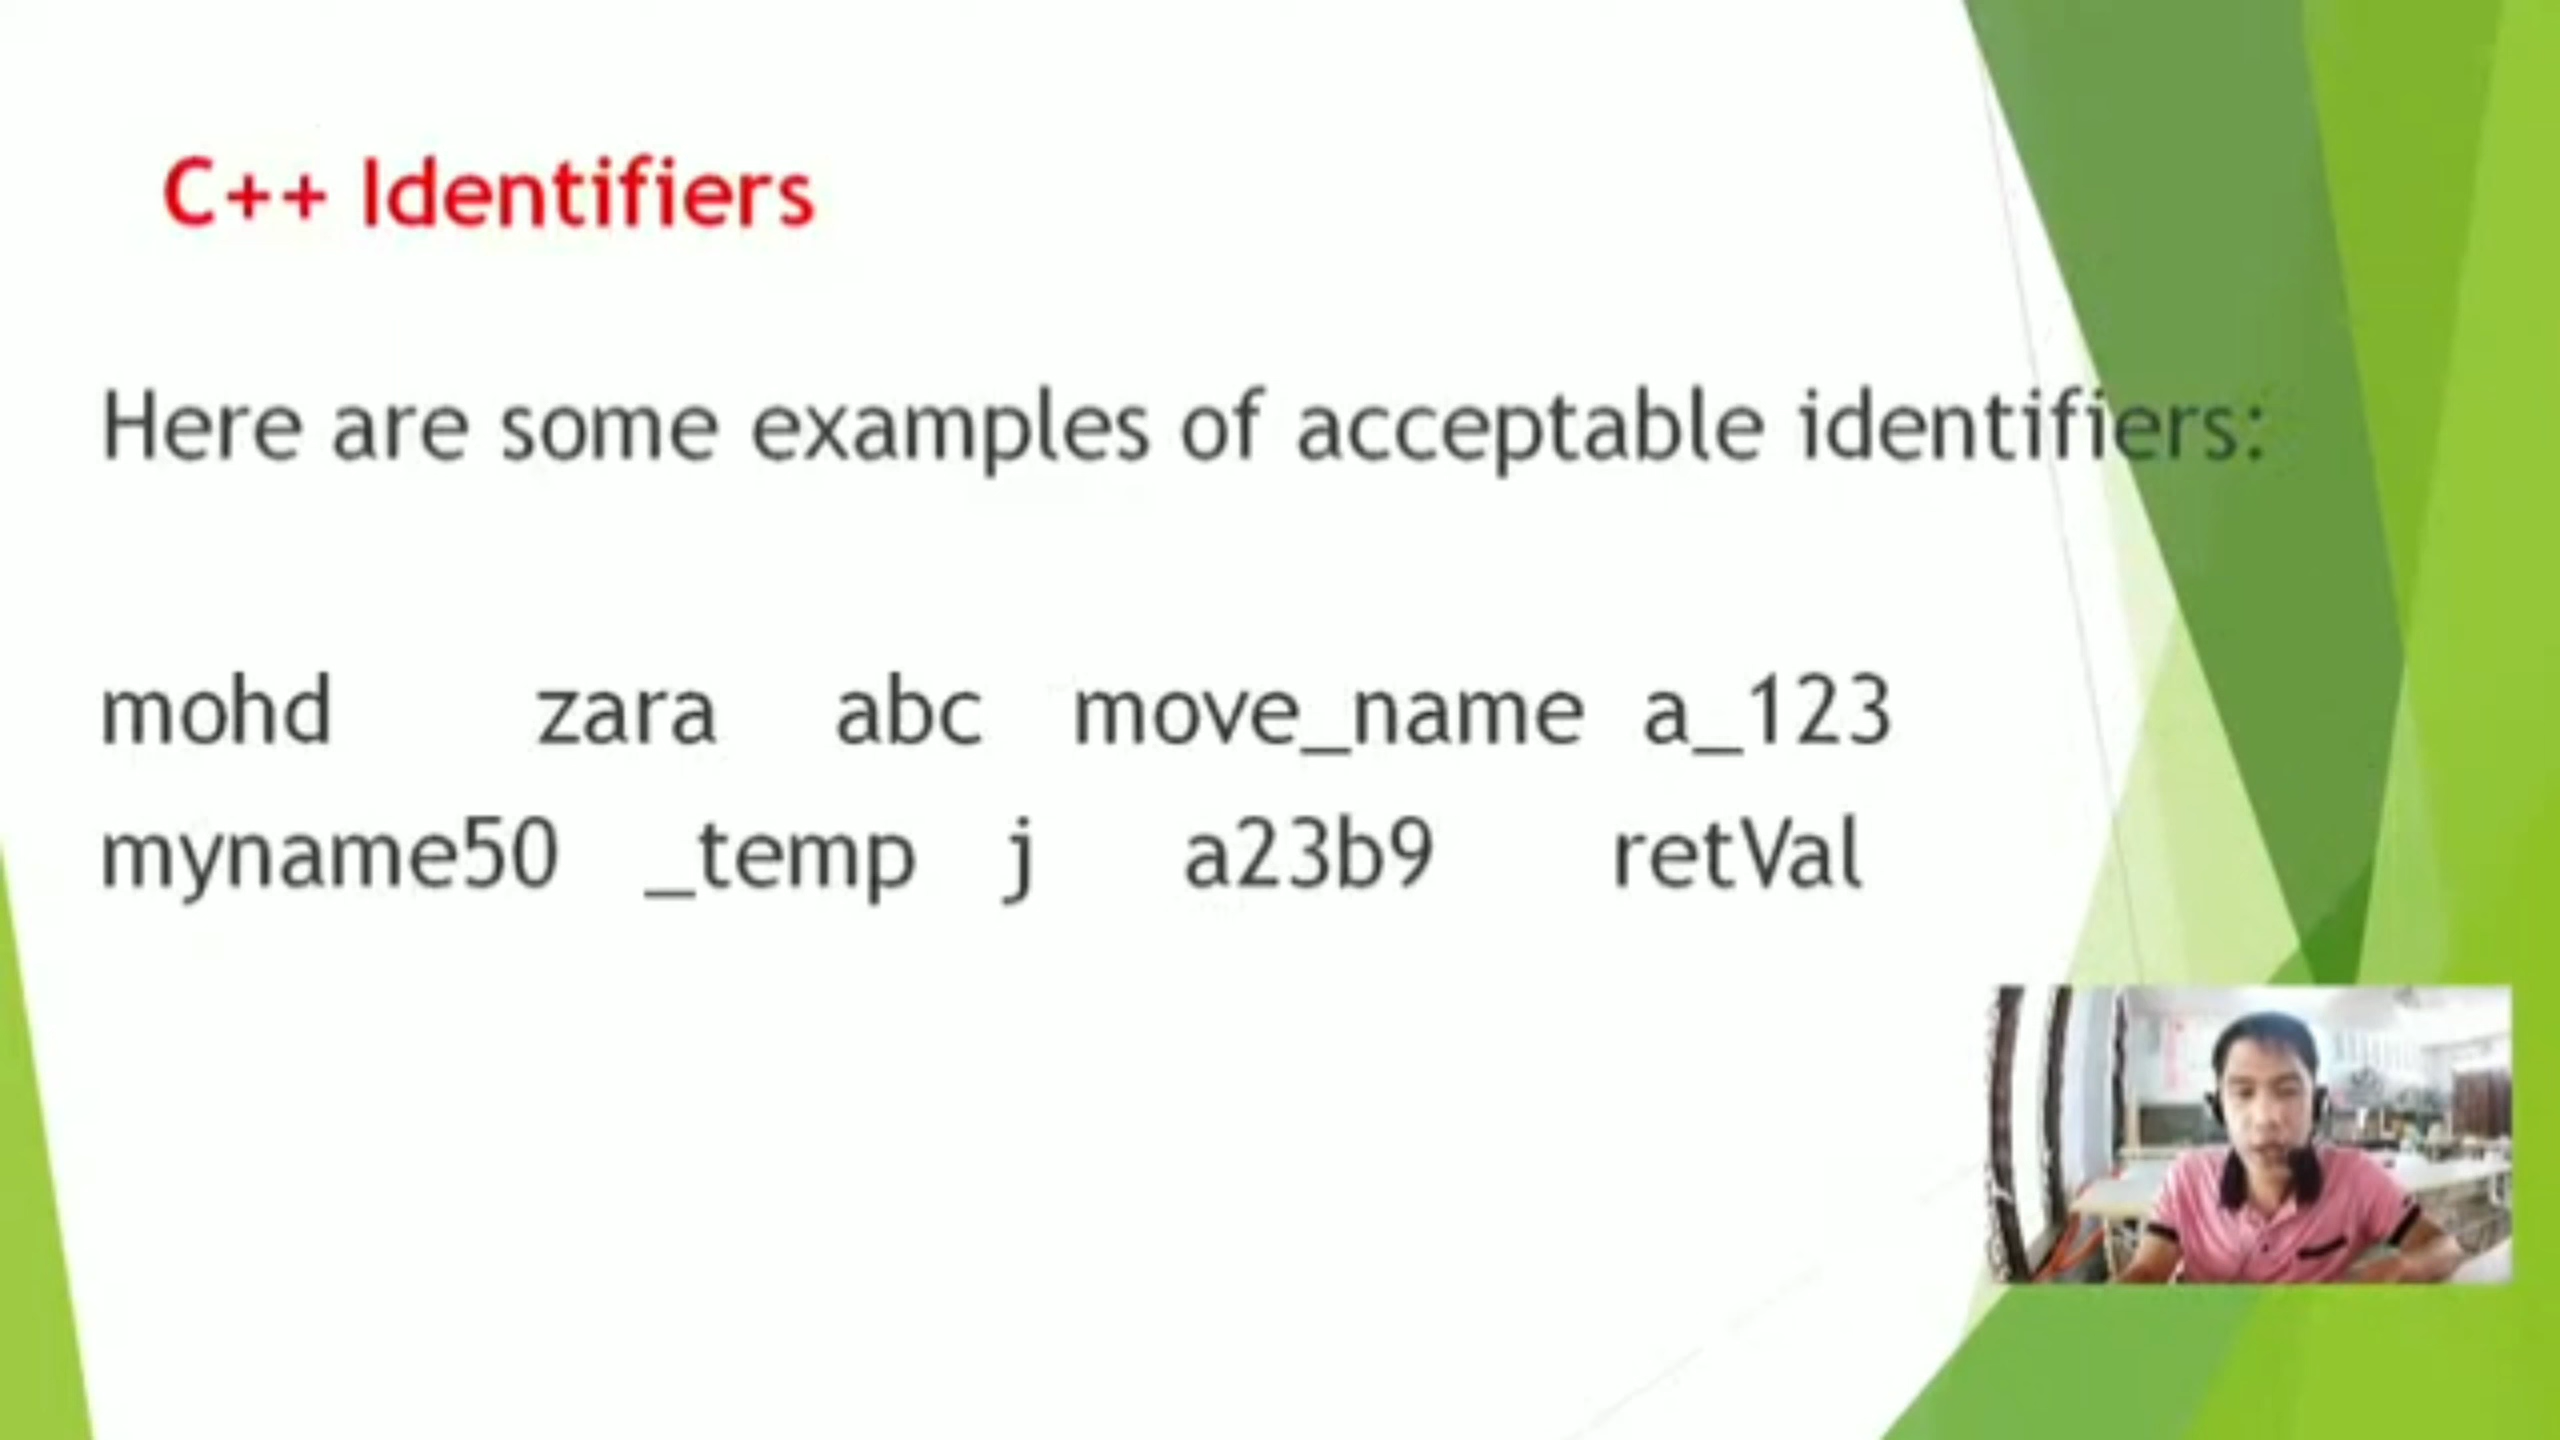 C++ Identifiers
Here are some examples of acceptable identifiers:
mohd zara abc move_name a_123
myname50 _temp j a23b9 retVal